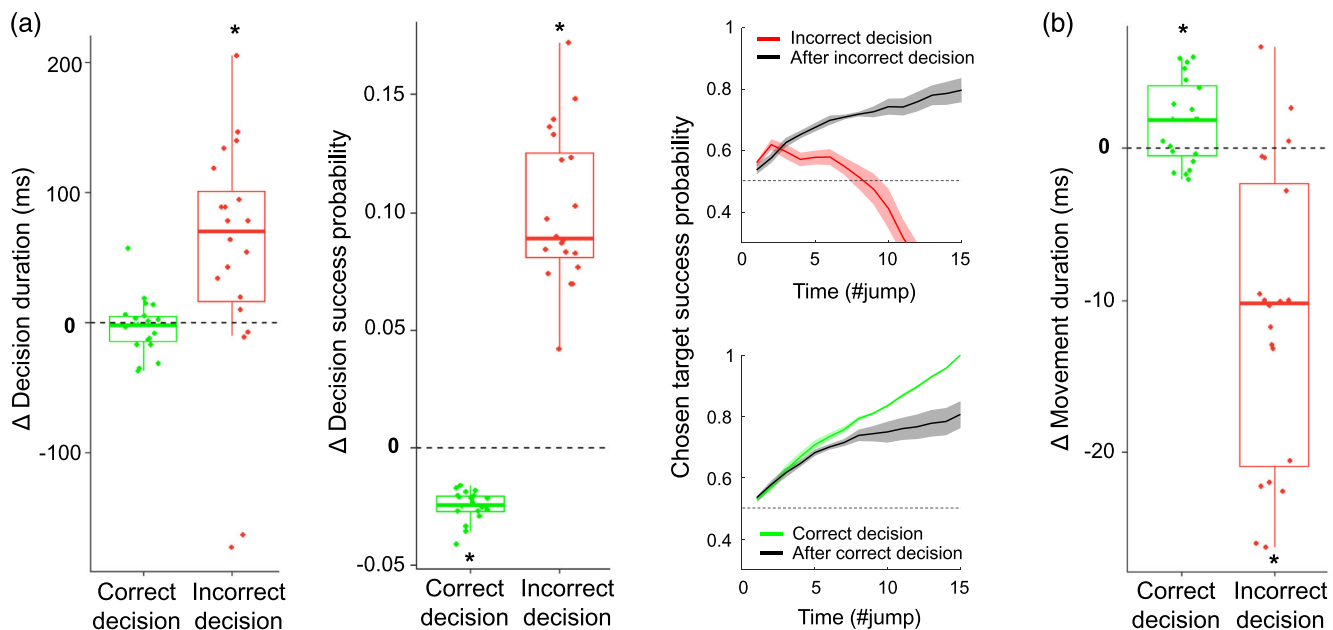 (a)
Δ Decision duration (ms)
200
100
0
-100
*
Correct
decision
Incorrect
decision
Δ Decision success probability
0.15
0.10
0.05
0
-0.05
*
*
Correct
decision
Incorrect
decision
Chosen target success probability
1
0.8
0.6
0.4
Incorrect decision
After incorrect decision
0
5
10
15
Time (#jump)
1
0.8
0.6
0.4
Correct decision
After correct decision
0
5
10
15
Time (#jump)
(b)
Δ Movement duration (ms)
0
-10
-20
*
*
Correct
decision
Incorrect
decision